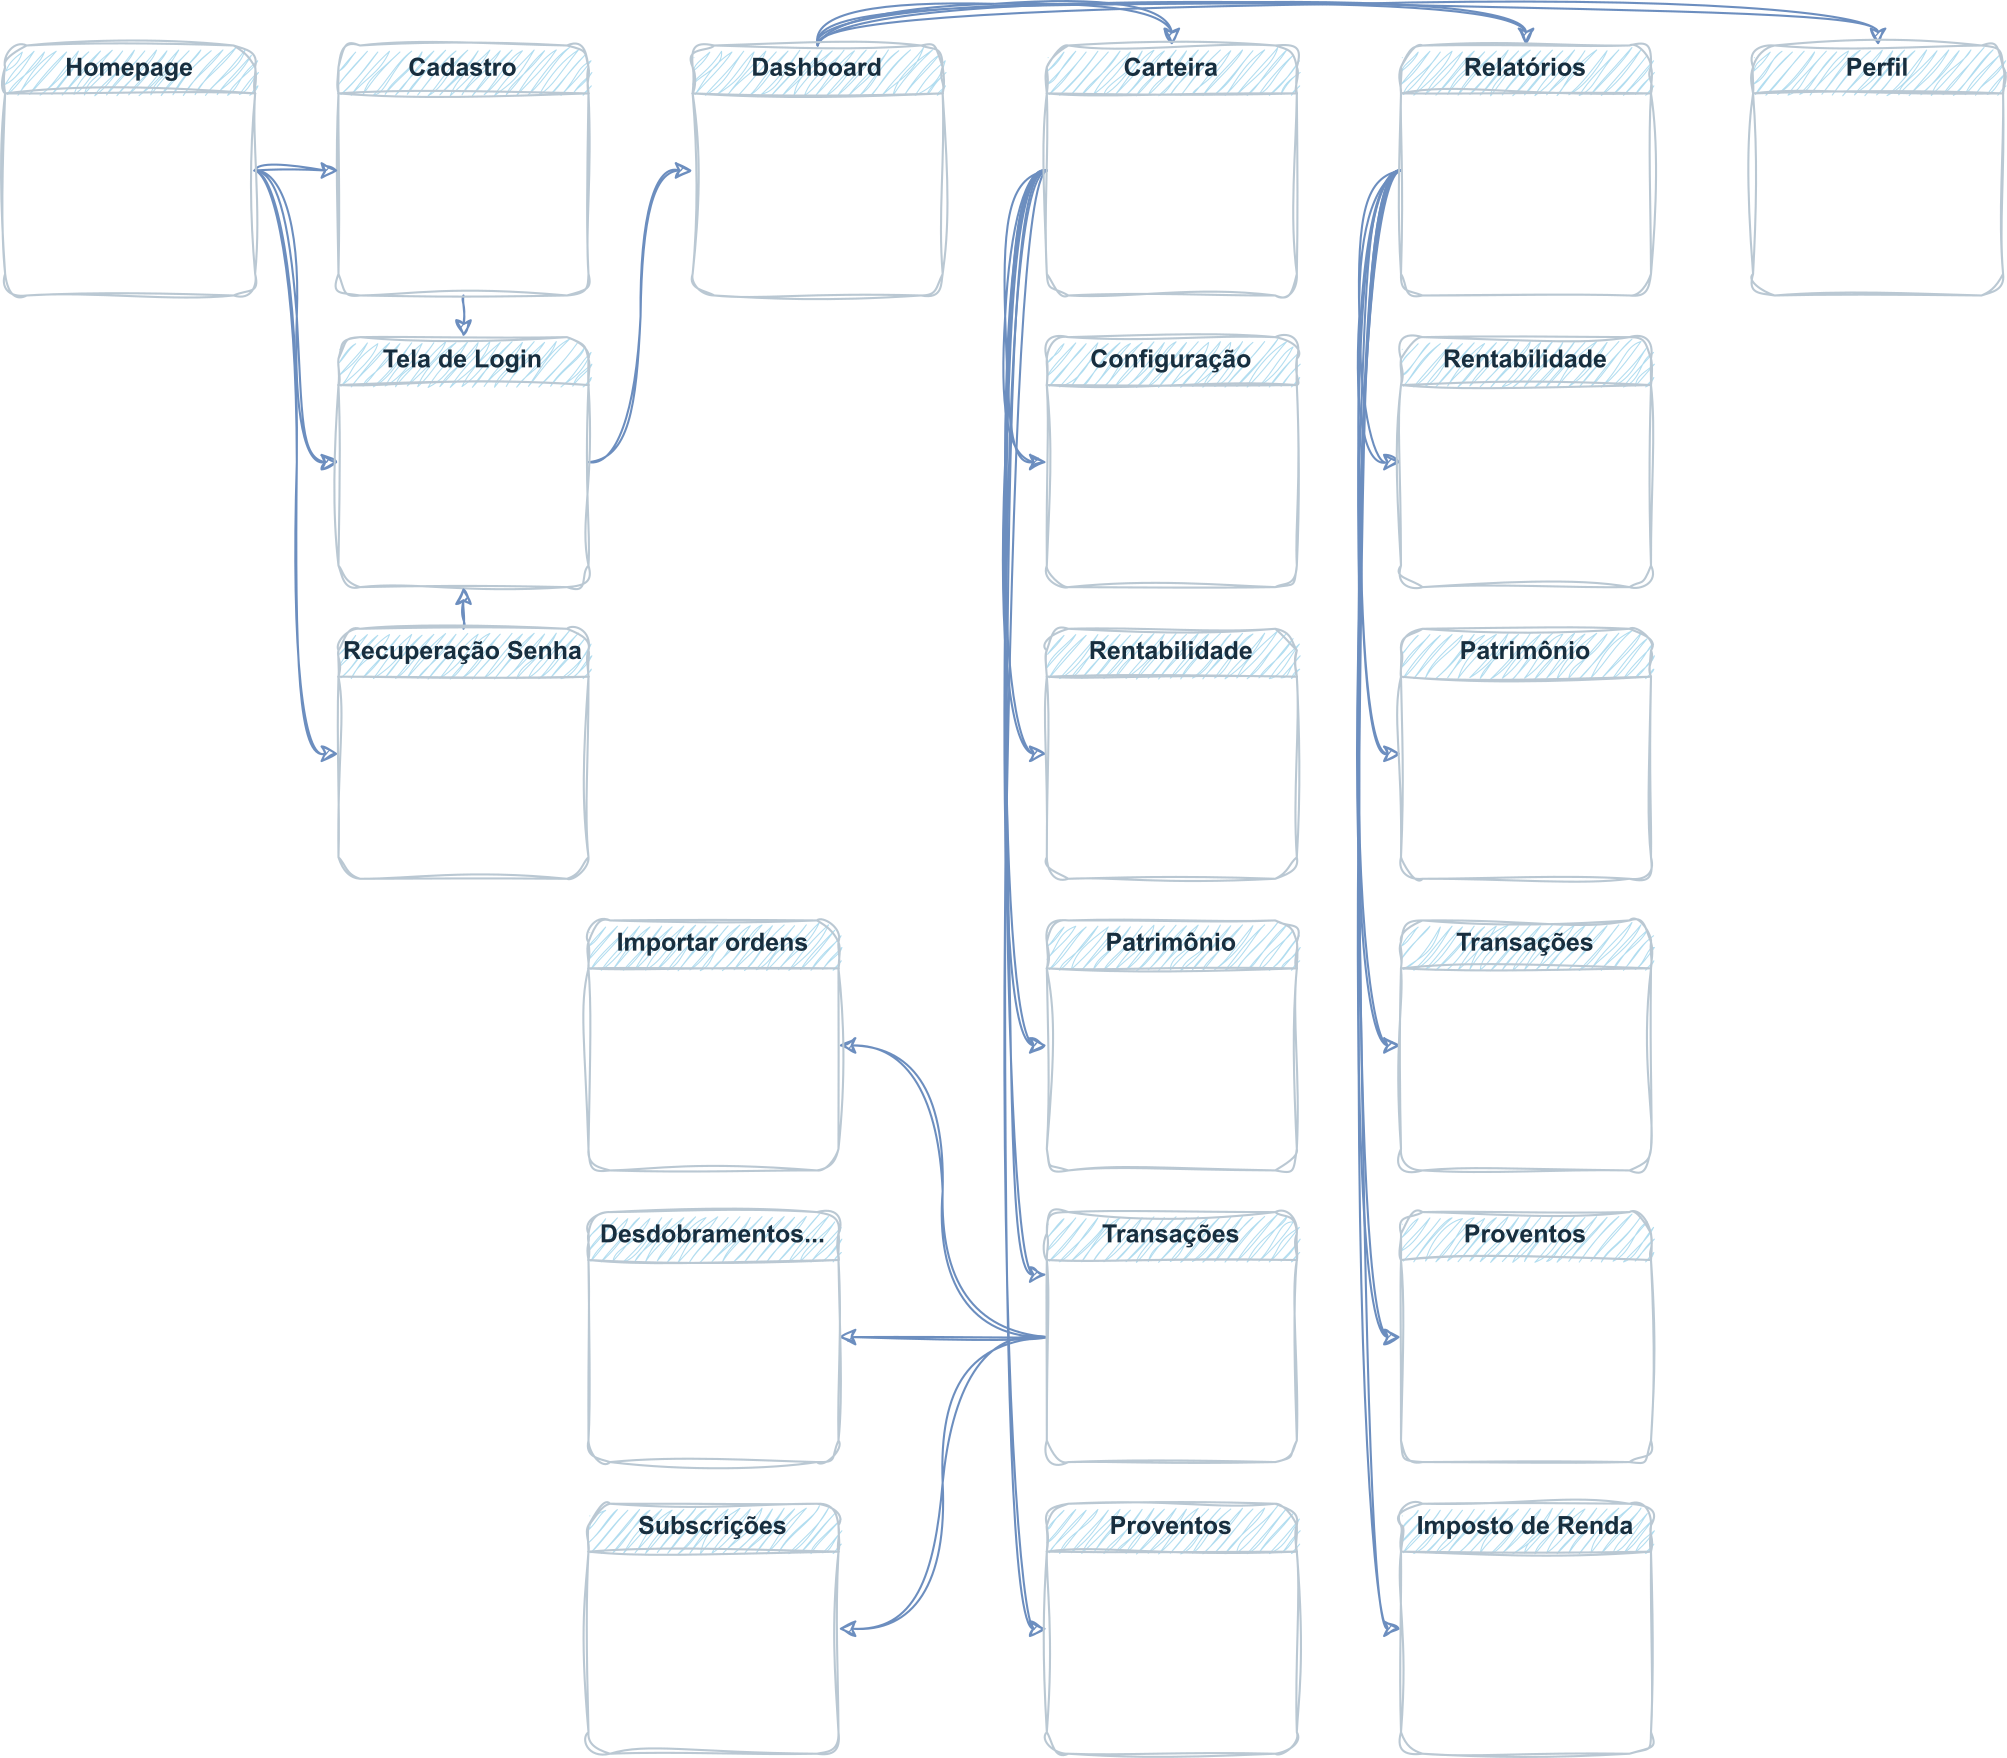 Homepage
Cadastro
Dashboard
Carteira
Relatórios
Perfil
Tela de Login
Configuração
Rentabilidade
Recuperação Senha
Rentabilidade
Patrimônio
Importar ordens
Patrimônio
Transações
Desdobramentos...
Transações
Proventos
Subscrições
Proventos
Imposto de Renda